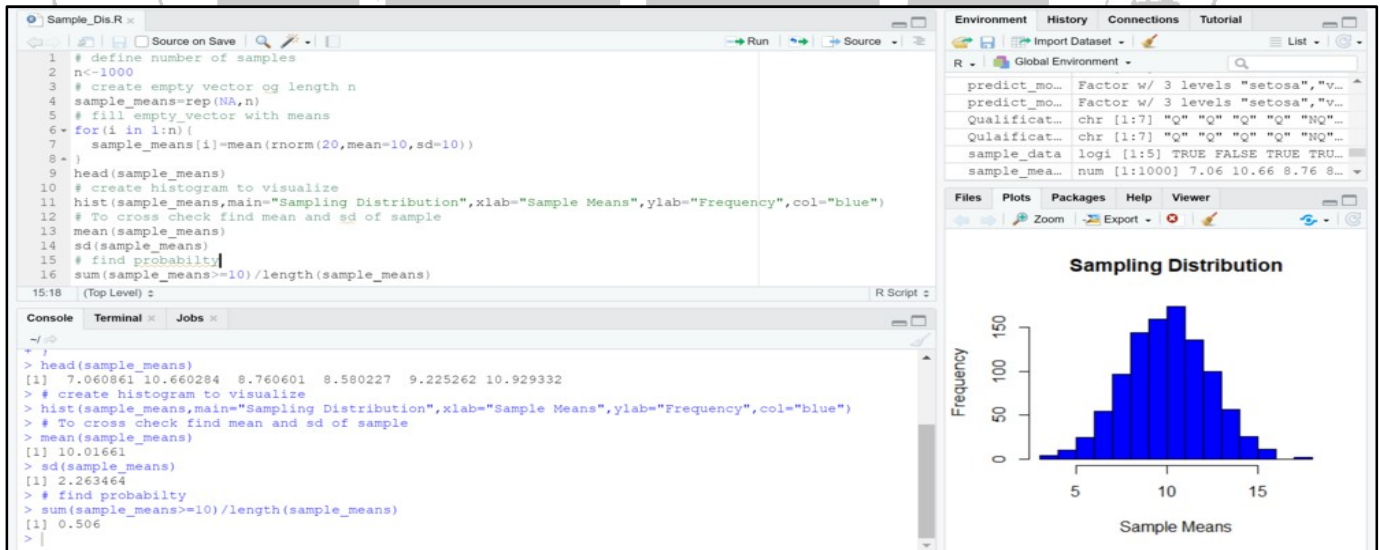 Sample_Dis.R
Source on Save
Run
Source
1 # define number of samples
2 n<-1000
3 # create empty vector og length n
4 sample_means=rep(NA,n)
5 # fill empty_vector with means
6 for(i in 1:n){
7 sample_means[i]=mean(rnorm(20,mean=10,sd=10))
8 }
9 head(sample_means)
10 # create histogram to visualize
11 hist(sample_means,main="Sampling Distribution",xlab="Sample Means",ylab="Frequency",col="blue")
12 # To cross check find mean and sd of sample
13 mean(sample_means)
14 sd(sample_means)
15 # find probabilty
16 sum(sample_means>=10)/length(sample_means)
15:18 (Top Level) R Script
Console Terminal Jobs
~/
+ }
> head(sample_means)
[1] 7.060861 10.660284 8.760601 8.580227 9.225262 10.929332
> # create histogram to visualize
> hist(sample_means,main="Sampling Distribution",xlab="Sample Means",ylab="Frequency",col="blue")
> # To cross check find mean and sd of sample
> mean(sample_means)
[1] 10.01661
> sd(sample_means)
[1] 2.263464
> # find probabilty
> sum(sample_means>=10)/length(sample_means)
[1] 0.506
>
Environment History Connections Tutorial
Import Dataset List
R Global Environment
predict_mo… Factor w/ 3 levels "setosa","v…
predict_mo… Factor w/ 3 levels "setosa","v…
Qualificat… chr [1:7] "Q" "Q" "Q" "Q" "NQ"…
Qulaificat… chr [1:7] "Q" "Q" "Q" "Q" "NQ"…
sample_data logi [1:5] TRUE FALSE TRUE TRU…
sample_mea… num [1:1000] 7.06 10.66 8.76 8…
Files Plots Packages Help Viewer
Zoom Export
Sampling Distribution
Frequency
150
100
50
0
5 10 15
Sample Means